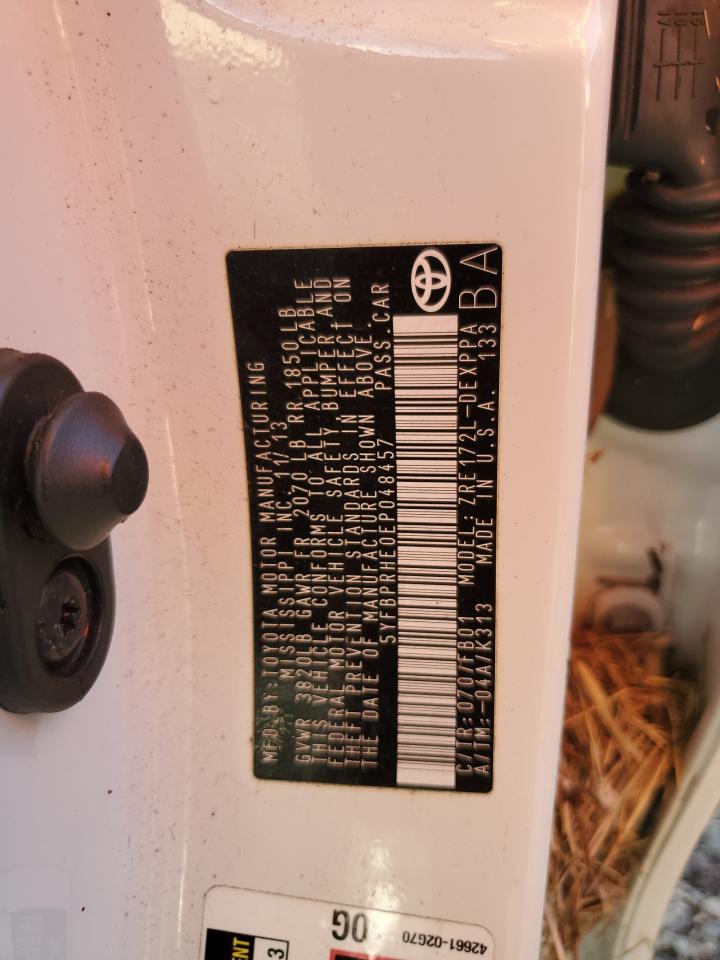 MFD. BY: TOYOTA MOTOR MANUFACTURING
MISSISSIPPI INC. 11/13
GVWR 3820LB GAWR FR 2070 LB RR 1850 LB
THIS VEHICLE CONFORMS TO ALL APPLICABLE
FEDERAL MOTOR VEHICLE SAFETY, BUMPER AND
THEFT PREVENTION STANDARDS IN EFFECT ON
THE DATE OF MANUFACTURE SHOWN ABOVE.
5YFBPRHE0EP048457 PASS. CAR
C/TR: 070/FB01 MODEL: ZRE172L-DEXPPA
A/TM: -04A/K313 MADE IN U.S.A. 133 BA
0G
42661-02G70
ENT
3